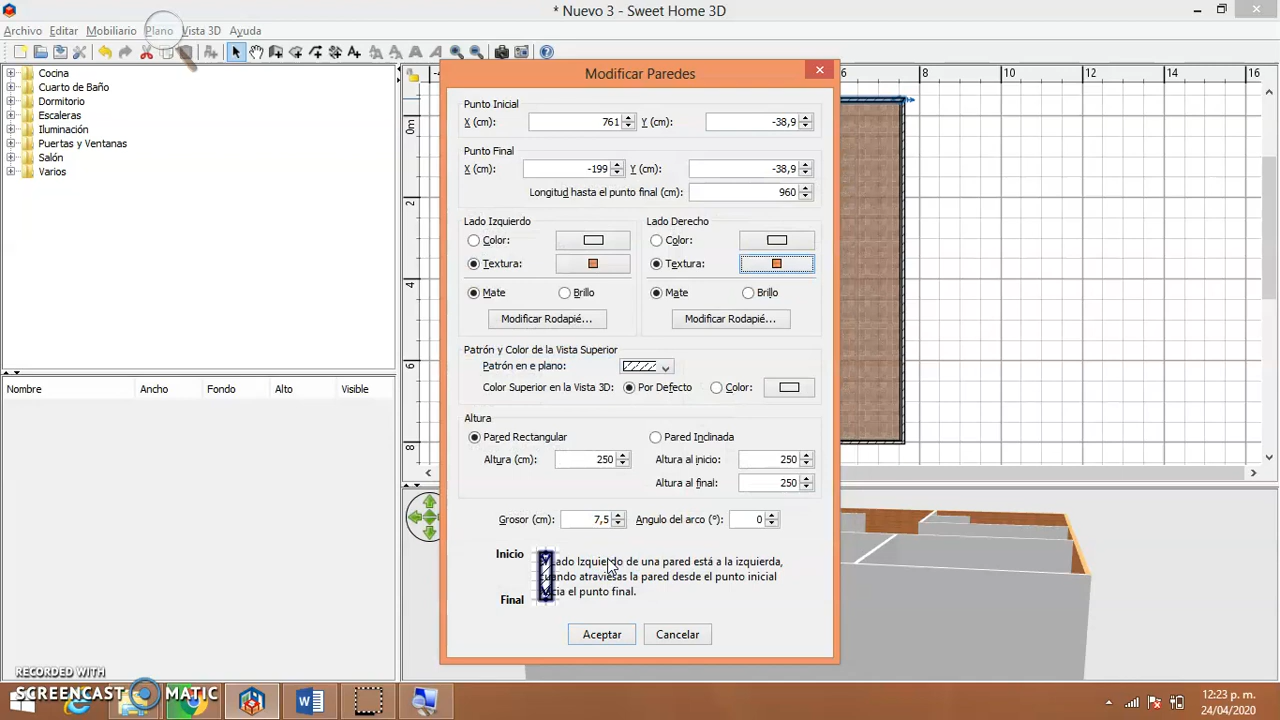 * Nuevo 3 - Sweet Home 3D
Archivo Editar Mobiliario Plano Vista 3D Ayuda
Cocina
Cuarto de Baño
Dormitorio
Escaleras
Iluminación
Puertas y Ventanas
Salón
Varios
Nombre Ancho Fondo Alto Visible
6 8 10 12 14 16
0m
2
4
6
8
Modificar Paredes
Punto Inicial
X (cm): 761 Y (cm): -38,9
Punto Final
X (cm): -199 Y (cm): -38,9
Longitud hasta el punto final (cm): 960
Lado Izquierdo Lado Derecho
Color: Color:
Textura: Textura:
Mate Brillo Mate Brillo
Modificar Rodapié... Modificar Rodapié...
Patrón y Color de la Vista Superior
Patrón en e plano:
Color Superior en la Vista 3D: Por Defecto Color:
Altura
Pared Rectangular Pared Inclinada
Altura (cm): 250 Altura al inicio: 250
Altura al final: 250
Grosor (cm): 7,5 Angulo del arco (°): 0
Inicio
Final
Lado Izquierdo de una pared está a la izquierda,
cuando atraviesas la pared desde el punto inicial
hacia el punto final.
Aceptar Cancelar
RECORDED WITH
SCREENCAST MATIC
12:23 p. m.
24/04/2020